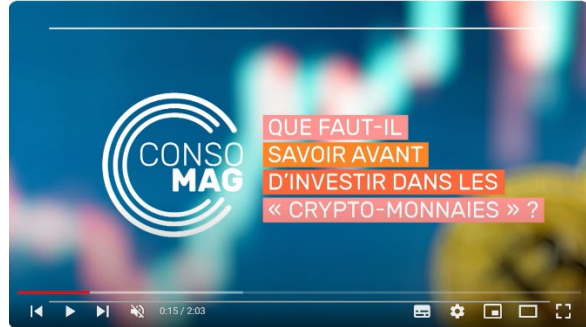 CONSO
MAG
QUE FAUT-IL
SAVOIR AVANT
D'INVESTIR DANS LES
« CRYPTO-MONNAIES » ?
0:15 / 2:03